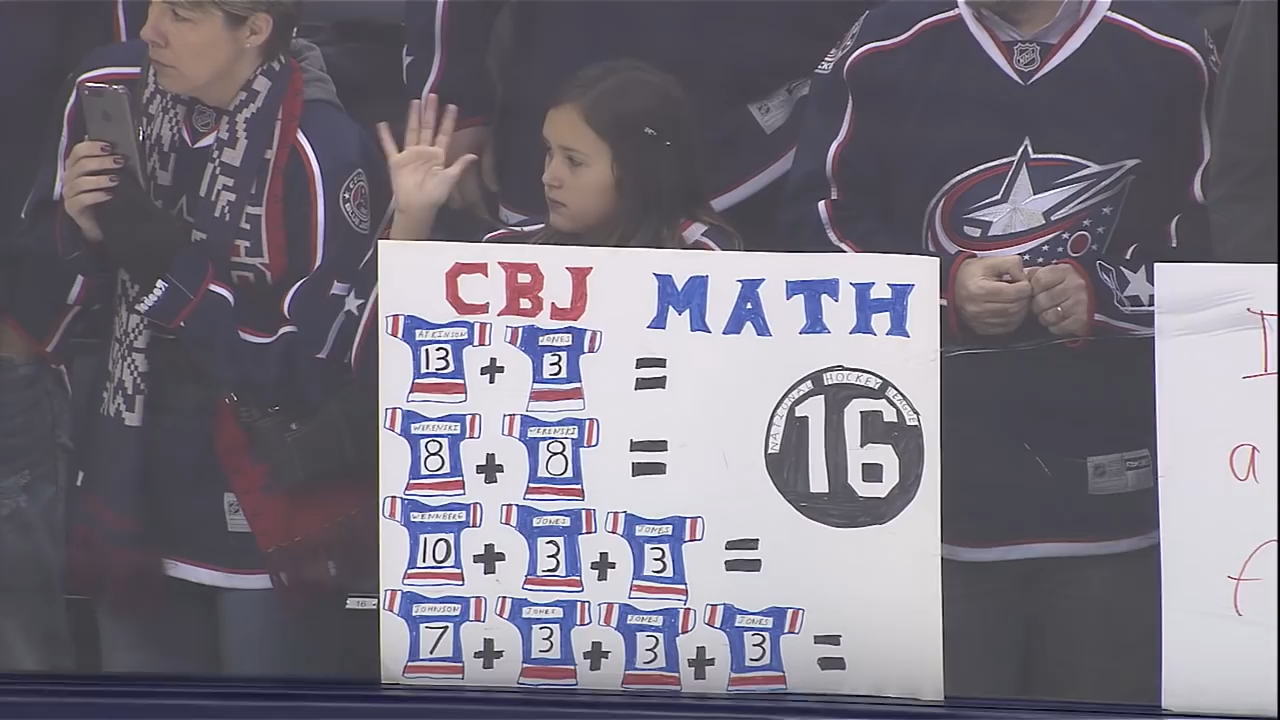 CBJ MATH
ATKINSON JONES
13 + 3 =
NATIONAL HOCKEY LEAGUE
16
WERENSKI WERENSKI
8 + 8 =
WENNBERG JONES JONES
10 + 3 + 3 =
JOHNSON JONES JONES JONES
7 + 3 + 3 + 3 =
I
a
f
NHL